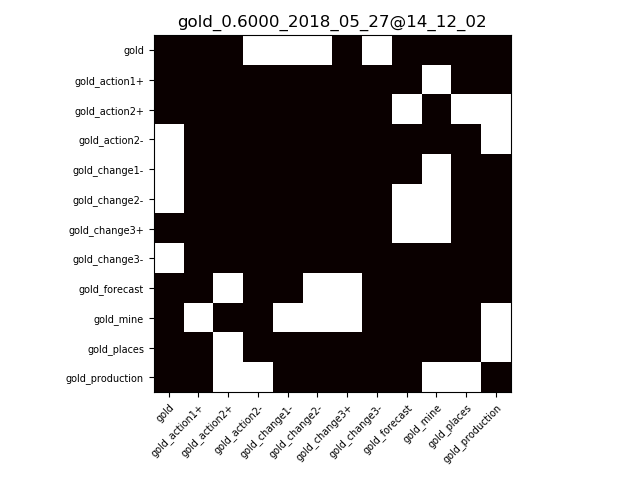 gold_0.6000_2018_05_27@14_12_02
gold
gold_action1+
gold_action2+
gold_action2-
gold_change1-
gold_change2-
gold_change3+
gold_change3-
gold_forecast
gold_mine
gold_places
gold_production
gold
gold_action1+
gold_action2+
gold_action2-
gold_change1-
gold_change2-
gold_change3+
gold_change3-
gold_forecast
gold_mine
gold_places
gold_production